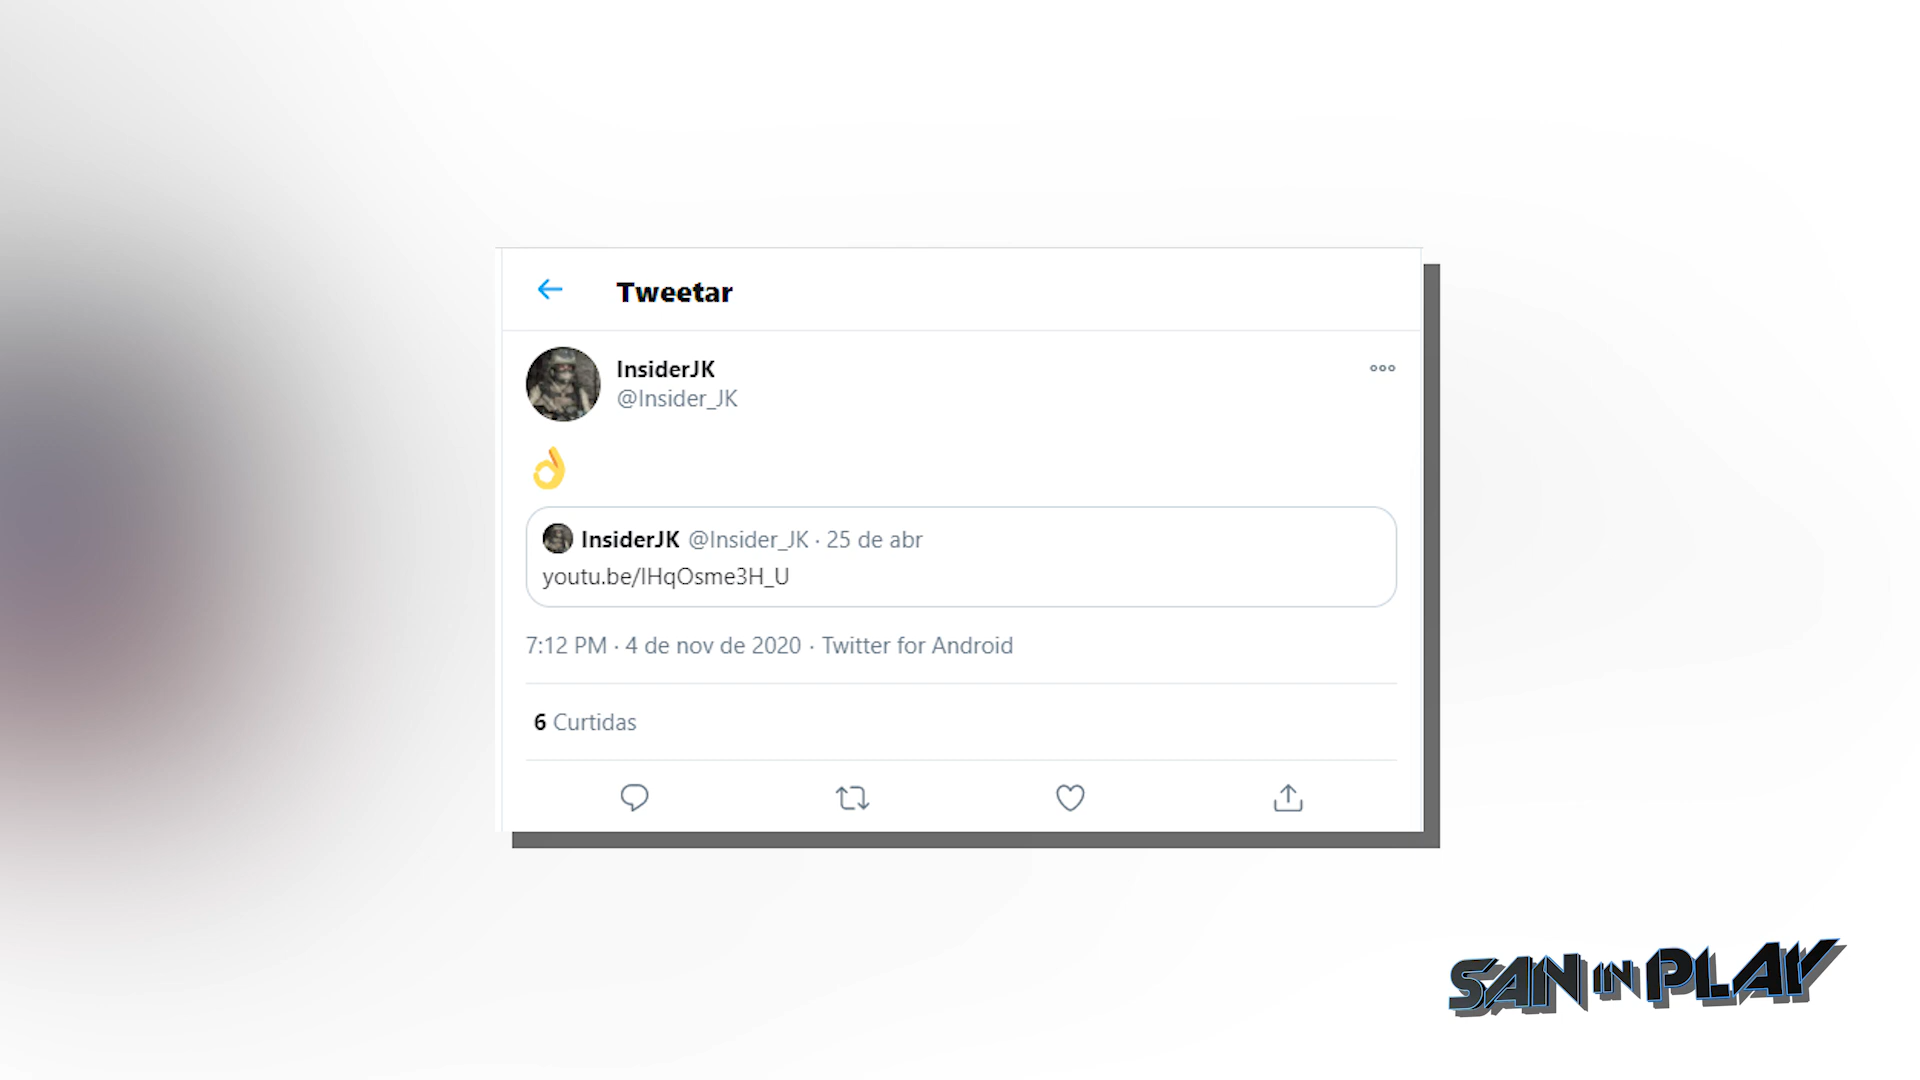 Tweetar
InsiderJK
@Insider_JK
👌
InsiderJK @Insider_JK · 25 de abr
youtu.be/lHqOsme3H_U
7:12 PM · 4 de nov de 2020 · Twitter for Android
6 Curtidas
SAN IN PLAY